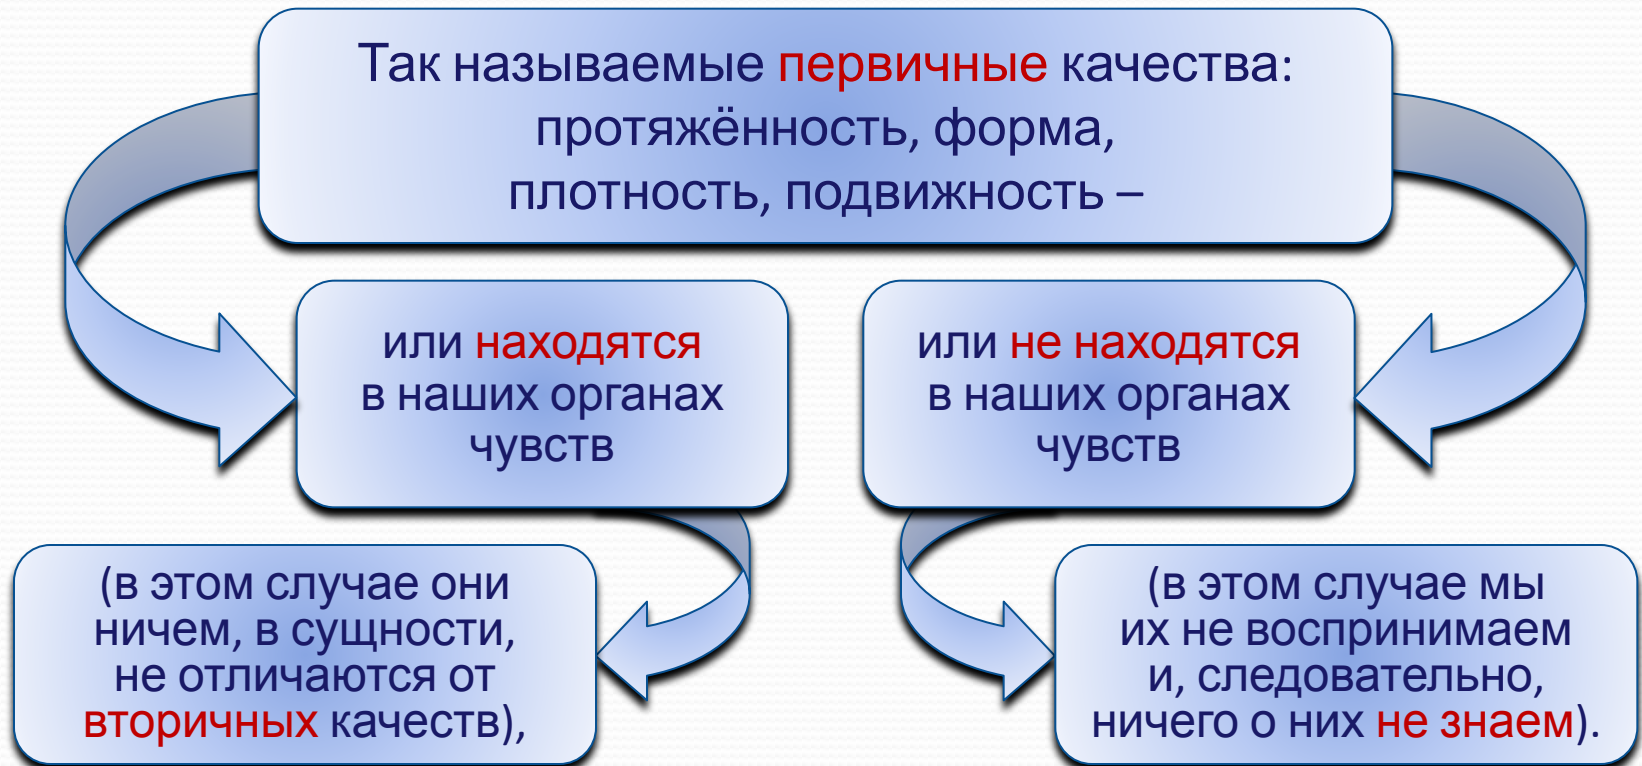 Так называемые первичные качества:
протяжённость, форма,
плотность, подвижность –
или находятся
в наших органах
чувств
или не находятся
в наших органах
чувств
(в этом случае они
ничем, в сущности,
не отличаются от
вторичных качеств),
(в этом случае мы
их не воспринимаем
и, следовательно,
ничего о них не знаем).